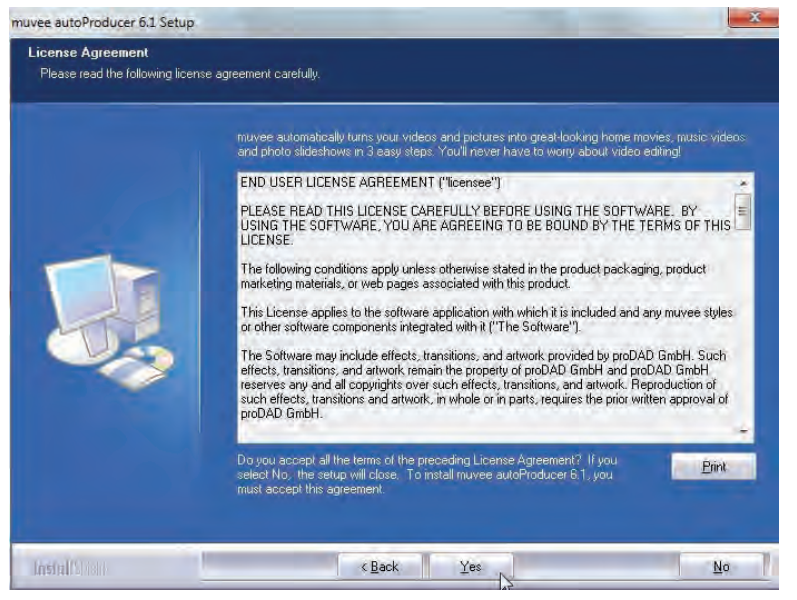 muvee autoProducer 6.1 Setup
License Agreement
Please read the following license agreement carefully.
muvee automatically turns your videos and pictures into great-looking home movies, music videos
and photo slideshows in 3 easy steps. You'll never have to worry about video editing!
END USER LICENSE AGREEMENT ("licensee")
PLEASE READ THIS LICENSE CAREFULLY BEFORE USING THE SOFTWARE. BY
USING THE SOFTWARE, YOU ARE AGREEING TO BE BOUND BY THE TERMS OF THIS
LICENSE.
The following conditions apply unless otherwise stated in the product packaging, product
marketing materials, or web pages associated with this product.
This License applies to the software application with which it is included and any muvee styles
or other software components integrated with it ("The Software").
The Software may include effects, transitions, and artwork provided by proDAD GmbH. Such
effects, transitions, and artwork remain the property of proDAD GmbH and proDAD GmbH
reserves any and all copyrights over such effects, transitions, and artwork. Reproduction of
such effects, transitions and artwork, in whole or in parts, requires the prior written approval of
proDAD GmbH.
Do you accept all the terms of the preceding License Agreement? If you
select No, the setup will close. To install muvee autoProducer 6.1, you
must accept this agreement.
Print
< Back
Yes
No